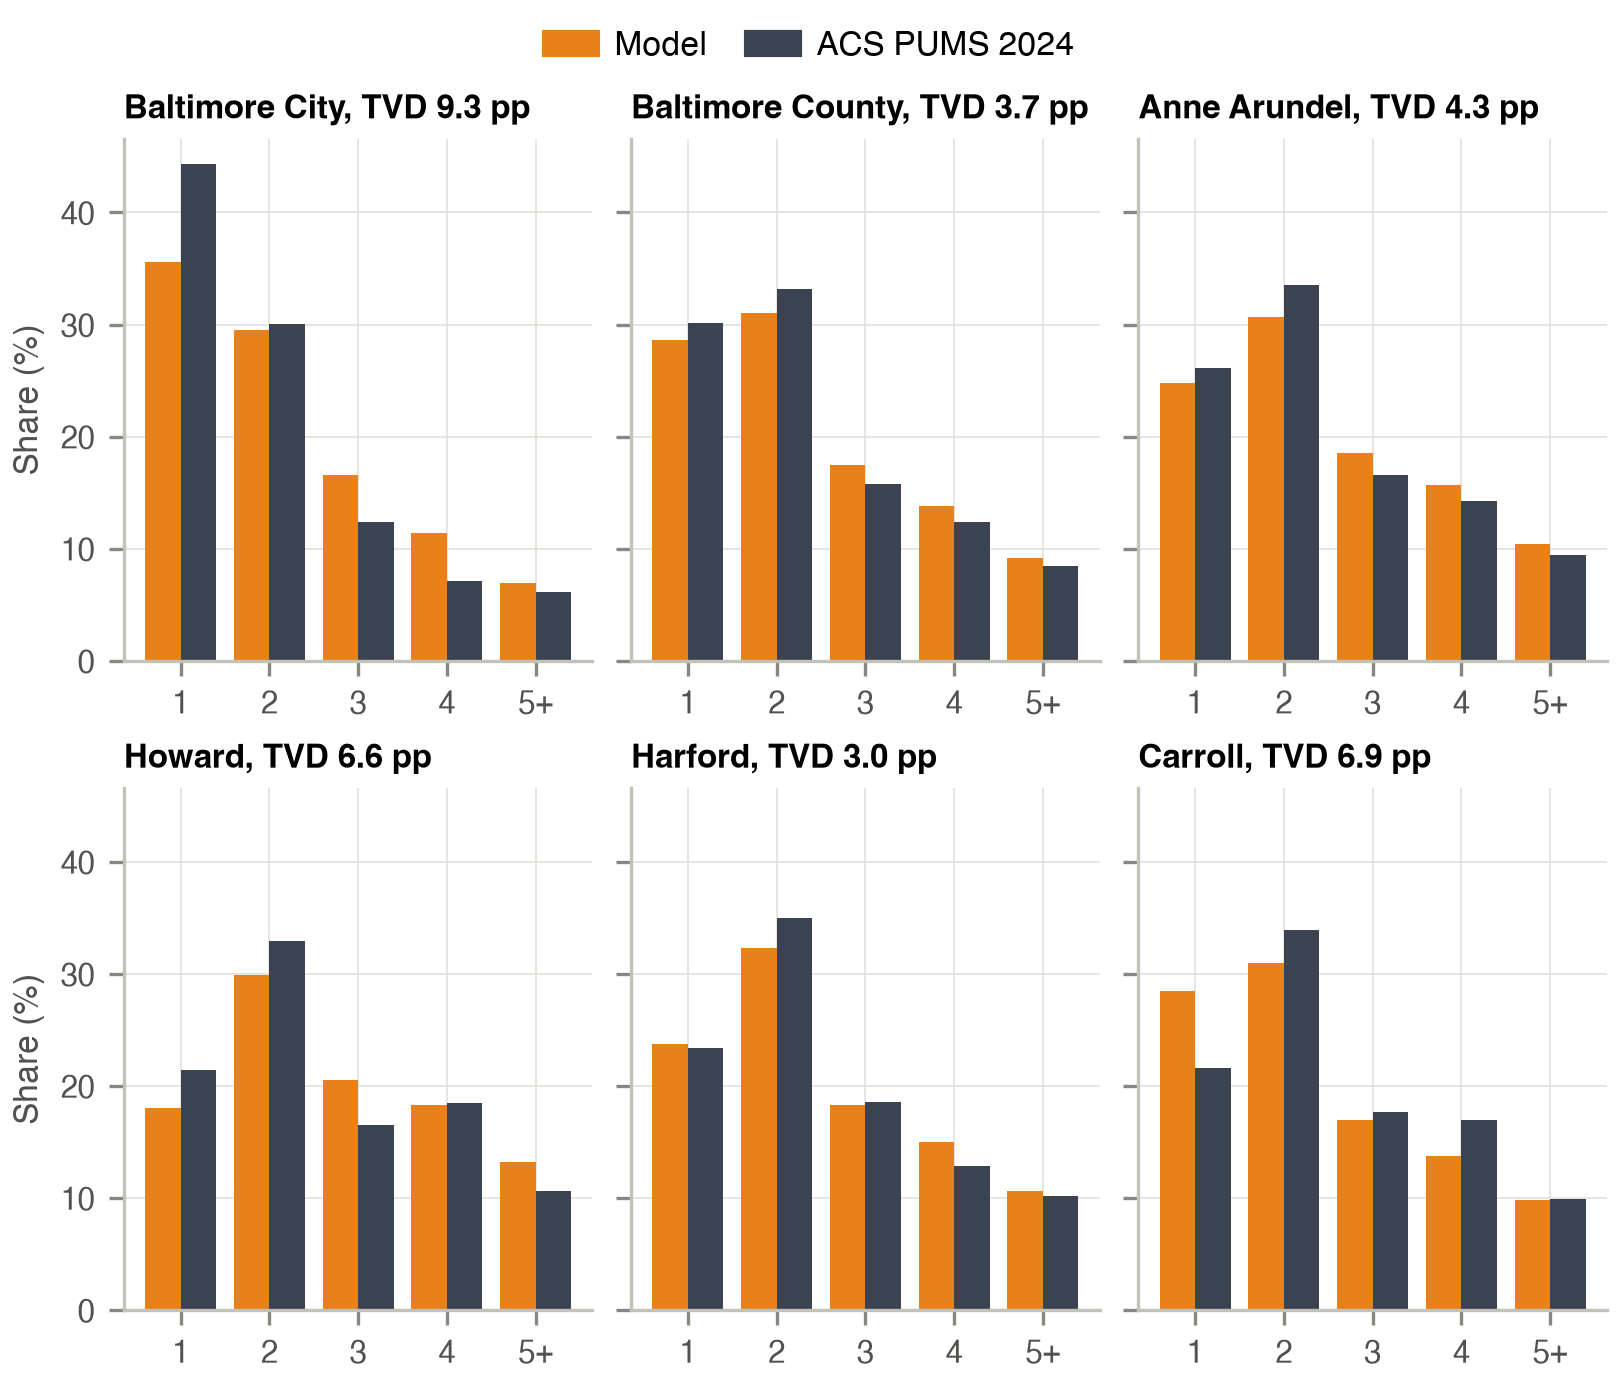 Model ACS PUMS 2024
Baltimore City, TVD 9.3 pp
Baltimore County, TVD 3.7 pp
Anne Arundel, TVD 4.3 pp
Share (%)
40
30
20
10
0
1 2 3 4 5+
1 2 3 4 5+
1 2 3 4 5+
Howard, TVD 6.6 pp
Harford, TVD 3.0 pp
Carroll, TVD 6.9 pp
Share (%)
40
30
20
10
0
1 2 3 4 5+
1 2 3 4 5+
1 2 3 4 5+